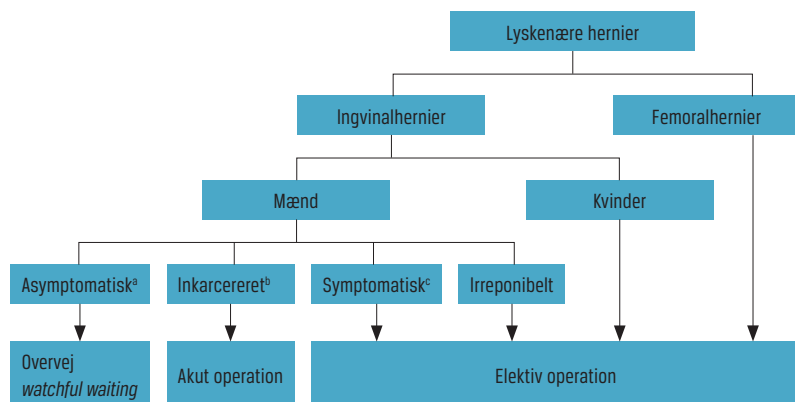 Lyskenære hernier
Ingvinalhernier
Femoralhernier
Mænd
Kvinder
Asymptomatiskᵃ
Inkarcereretᵇ
Symptomatiskᶜ
Irreponibelt
Overvej
watchful waiting
Akut operation
Elektiv operation